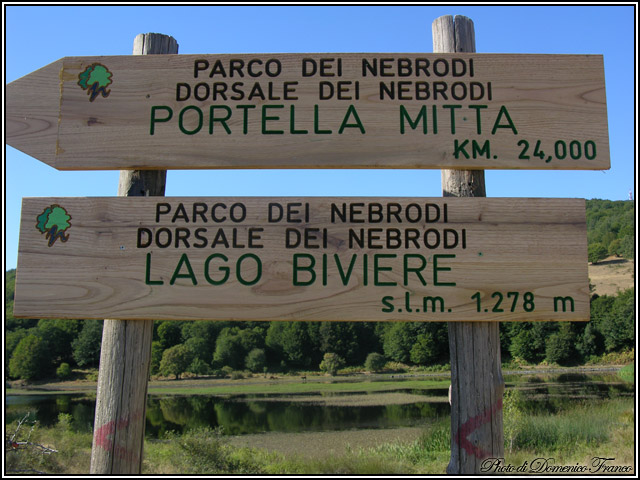 PARCO DEI NEBRODI
DORSALE DEI NEBRODI
PORTELLA MITTA
KM. 24,000
PARCO DEI NEBRODI
DORSALE DEI NEBRODI
LAGO BIVIERE
s.l.m. 1.278 m
Photo di Domenico Franco